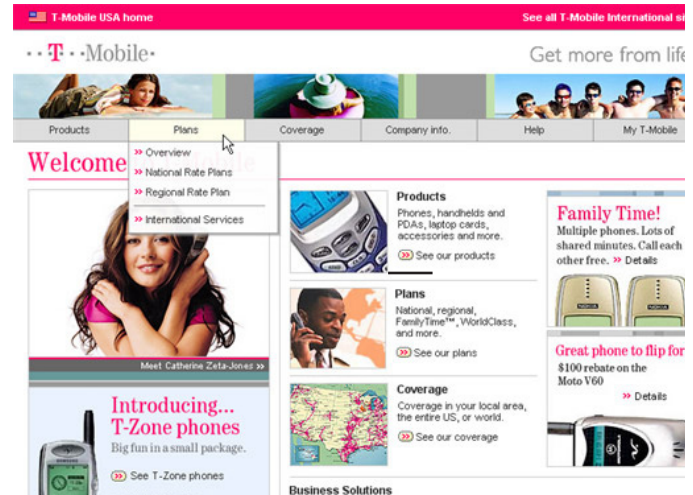 T-Mobile USA home
See all T-Mobile International
T Mobile
Get more from life
Products
Plans
Coverage
Company info.
Help
My T-Mobile
Welcome
Overview
National Rate Plans
Regional Rate Plan
International Services
Meet Catherine Zeta-Jones
Introducing...
T-Zone phones
Big fun in a small package.
See T-Zone phones
Products
Phones, handhelds and
PDAs, laptop cards,
accessories and more.
See our products
Plans
National, regional,
FamilyTime™, WorldClass,
and more.
See our plans
Coverage
Coverage in your local area,
the entire US, or world.
See our coverage
Business Solutions
Family Time!
Multiple phones. Lots of
shared minutes. Call each
other free. Details
NOKIA
NOKIA
Great phone to flip for
$100 rebate on the
Moto V60
Details